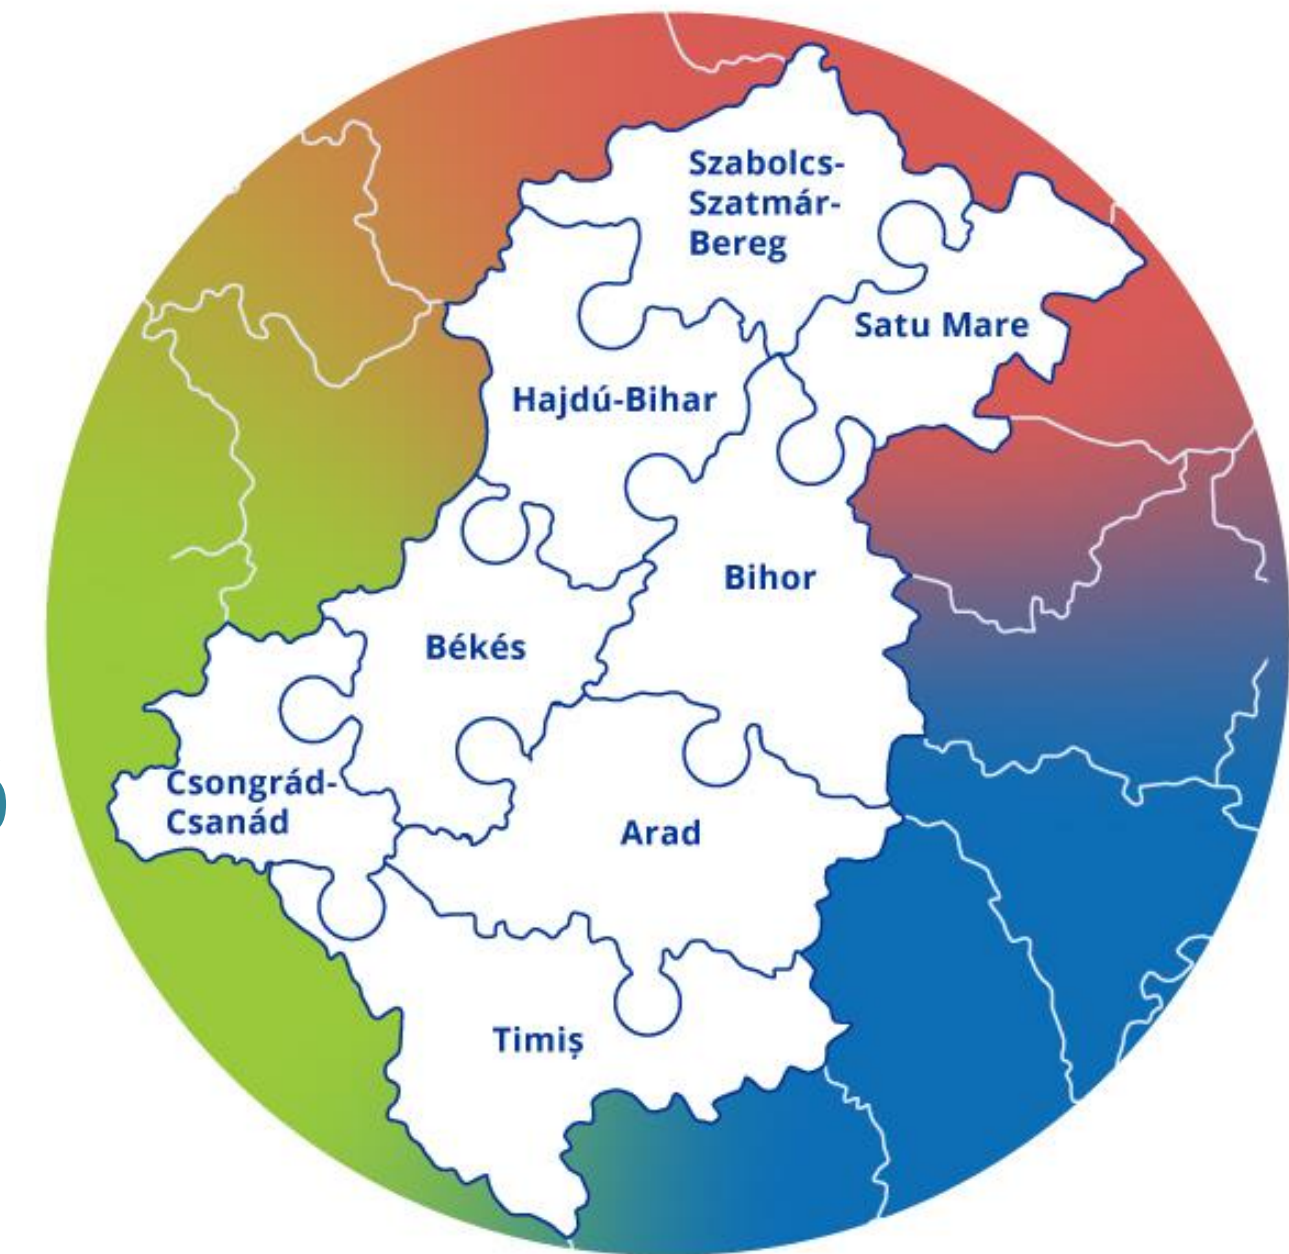 Szabolcs-
Szatmár-
Bereg
Satu Mare
Hajdú-Bihar
Bihor
Békés
Csongrád-
Csanád
Arad
Timiș